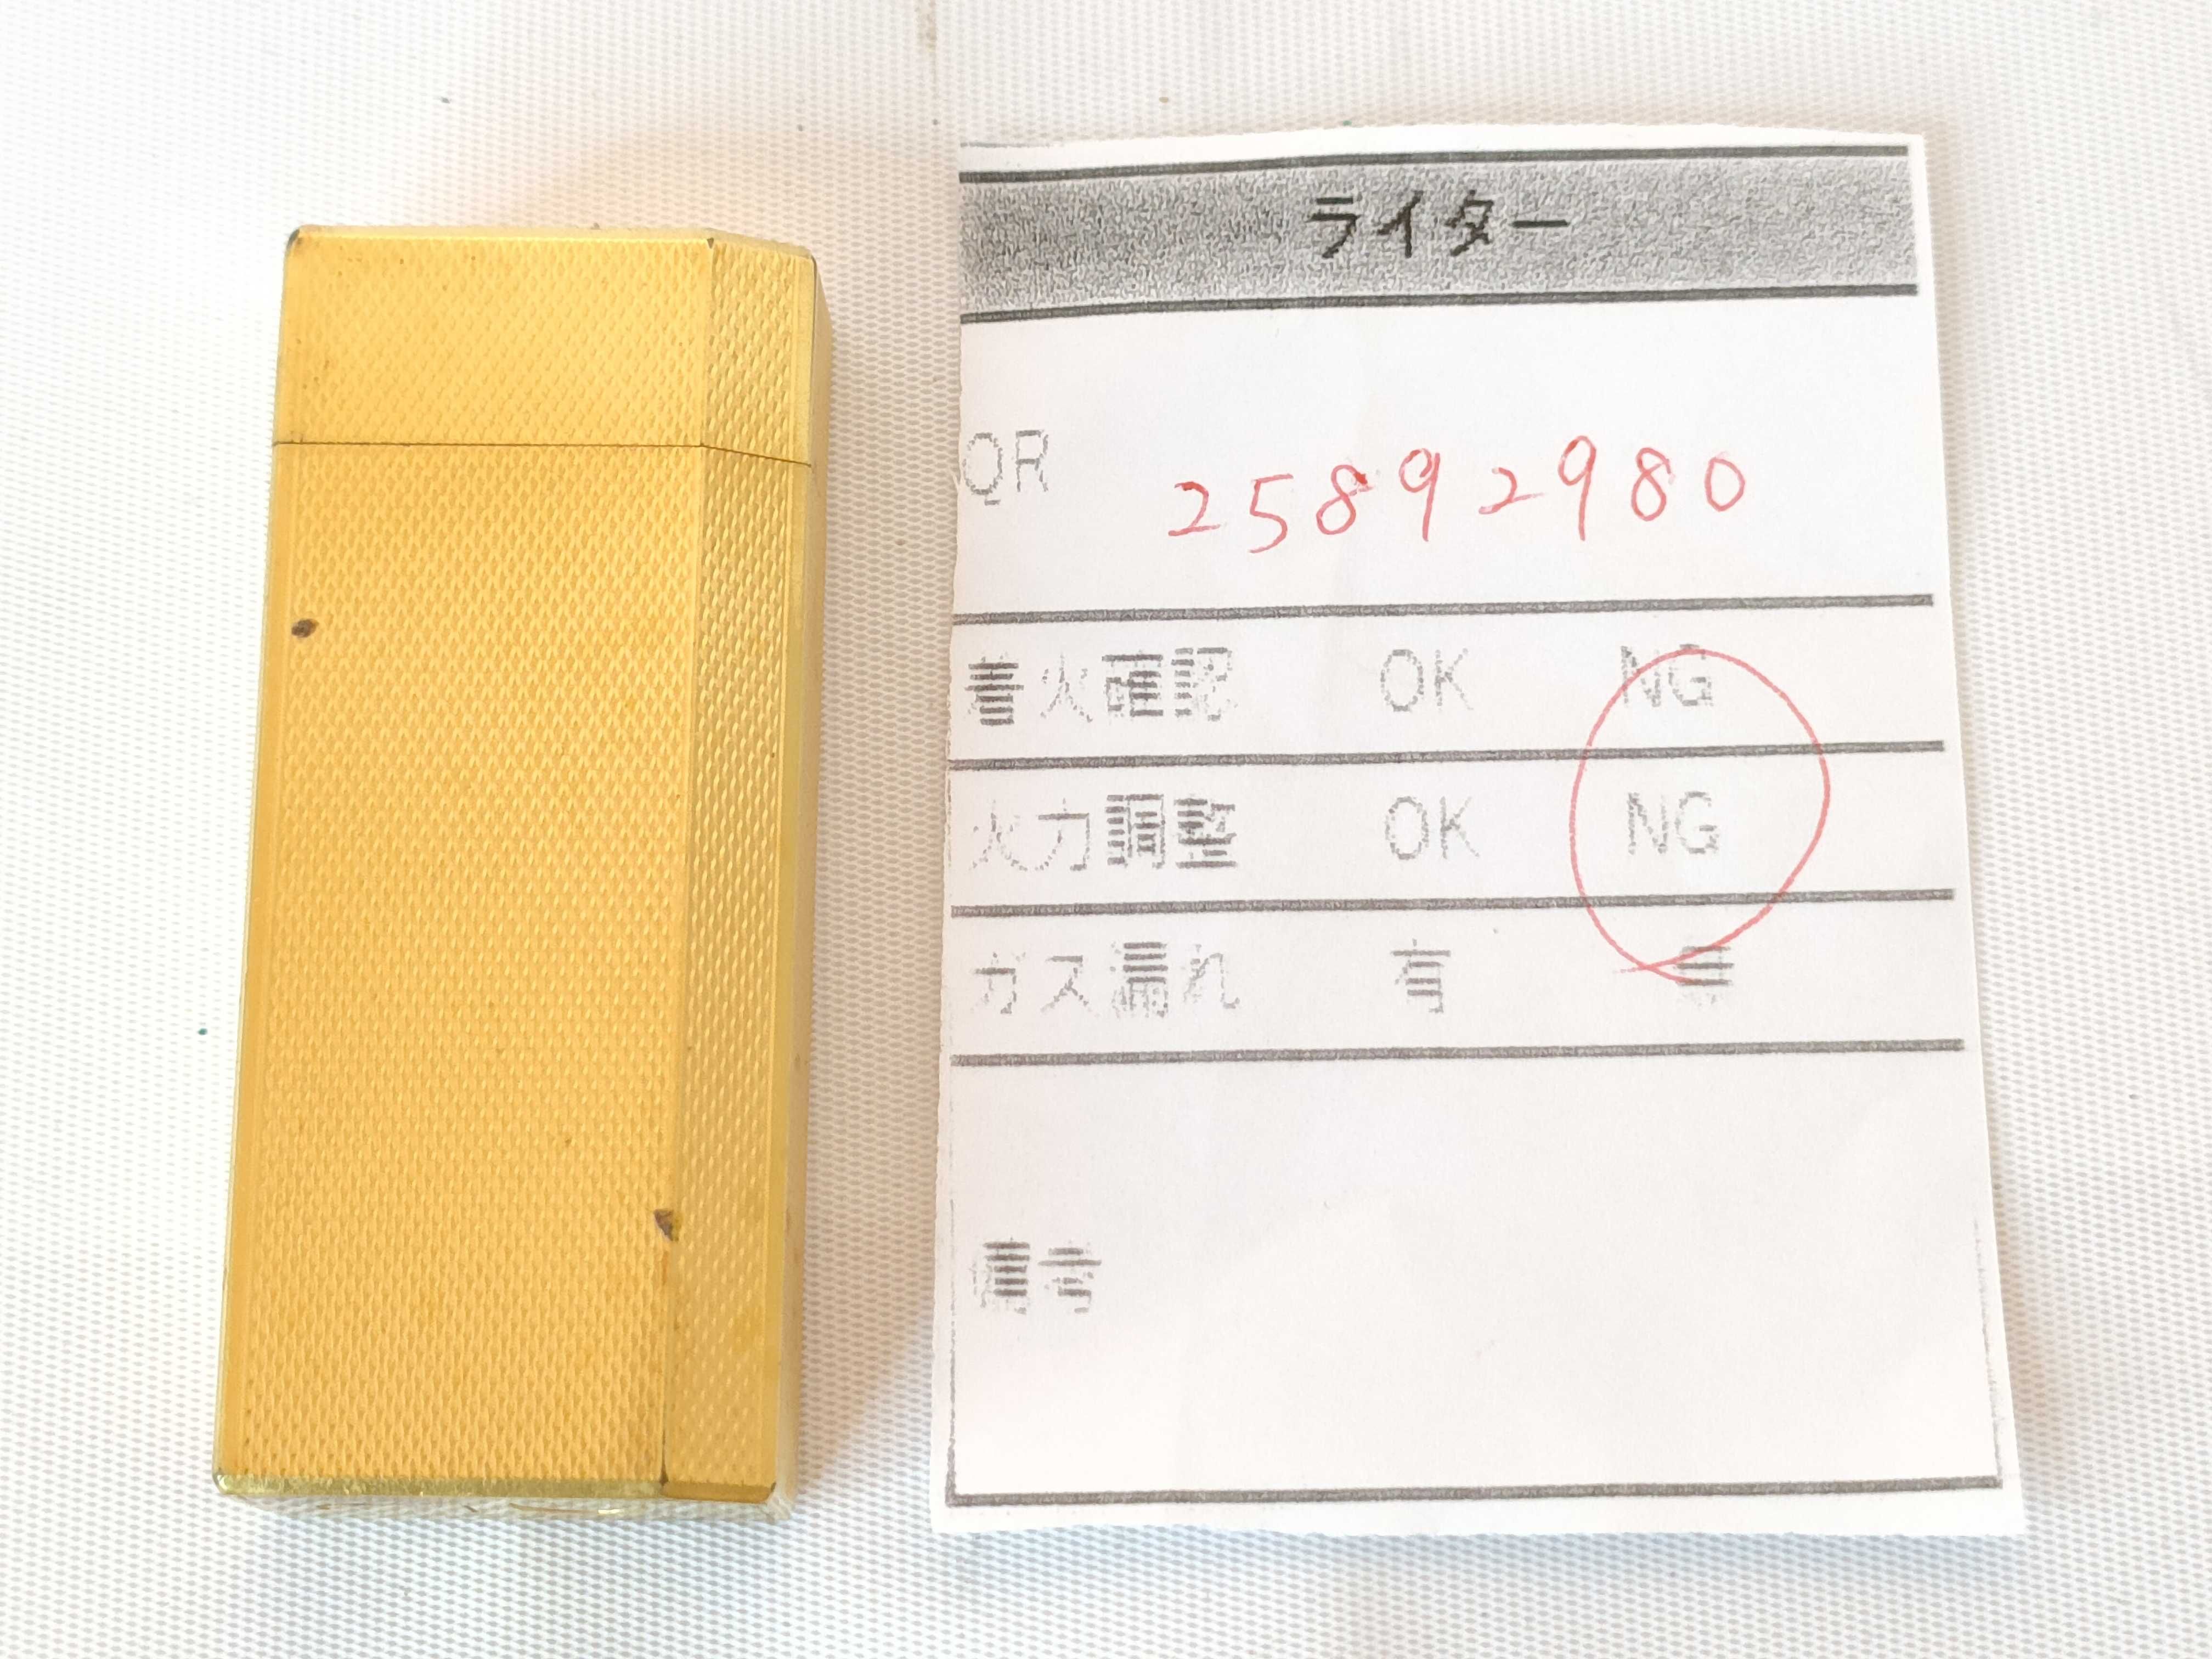 ライター
QR 25892980
着火確認 OK NG
火力調整 OK NG
ガス漏れ 有 無
備考